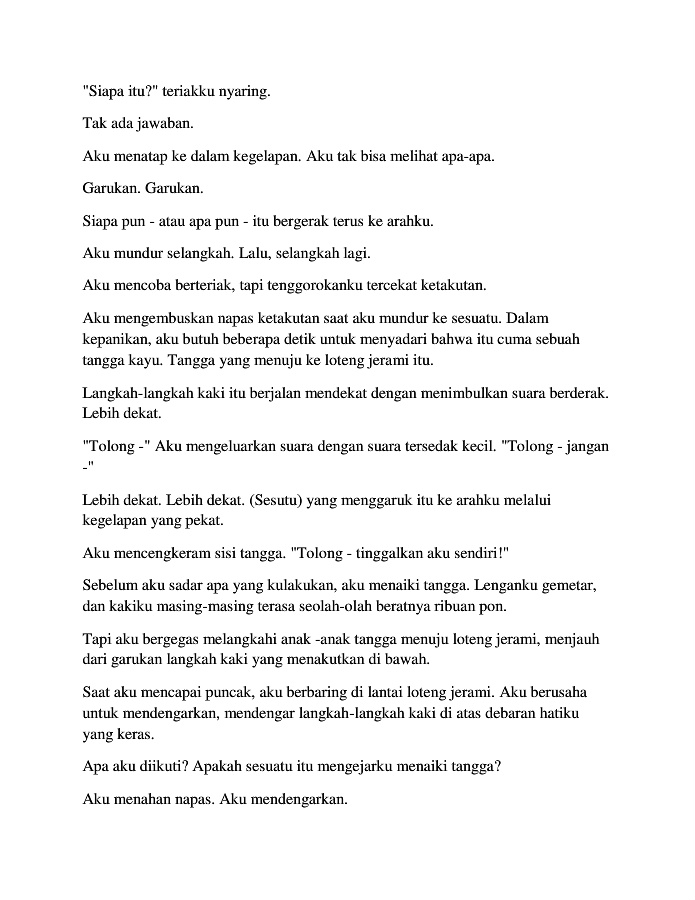 "Siapa itu?" teriakku nyaring.
Tak ada jawaban.
Aku menatap ke dalam kegelapan. Aku tak bisa melihat apa-apa.
Garukan. Garukan.
Siapa pun - atau apa pun - itu bergerak terus ke arahku.
Aku mundur selangkah. Lalu, selangkah lagi.
Aku mencoba berteriak, tapi tenggorokanku tercekat ketakutan.
Aku mengembuskan napas ketakutan saat aku mundur ke sesuatu. Dalam
kepanikan, aku butuh beberapa detik untuk menyadari bahwa itu cuma sebuah
tangga kayu. Tangga yang menuju ke loteng jerami itu.
Langkah-langkah kaki itu berjalan mendekat dengan menimbulkan suara berderak.
Lebih dekat.
"Tolong -" Aku mengeluarkan suara dengan suara tersedak kecil. "Tolong - jangan
-"
Lebih dekat. Lebih dekat. (Sesutu) yang menggaruk itu ke arahku melalui
kegelapan yang pekat.
Aku mencengkeram sisi tangga. "Tolong - tinggalkan aku sendiri!"
Sebelum aku sadar apa yang kulakukan, aku menaiki tangga. Lenganku gemetar,
dan kakiku masing-masing terasa seolah-olah beratnya ribuan pon.
Tapi aku bergegas melangkahi anak -anak tangga menuju loteng jerami, menjauh
dari garukan langkah kaki yang menakutkan di bawah.
Saat aku mencapai puncak, aku berbaring di lantai loteng jerami. Aku berusaha
untuk mendengarkan, mendengar langkah-langkah kaki di atas debaran hatiku
yang keras.
Apa aku diikuti? Apakah sesuatu itu mengejarku menaiki tangga?
Aku menahan napas. Aku mendengarkan.